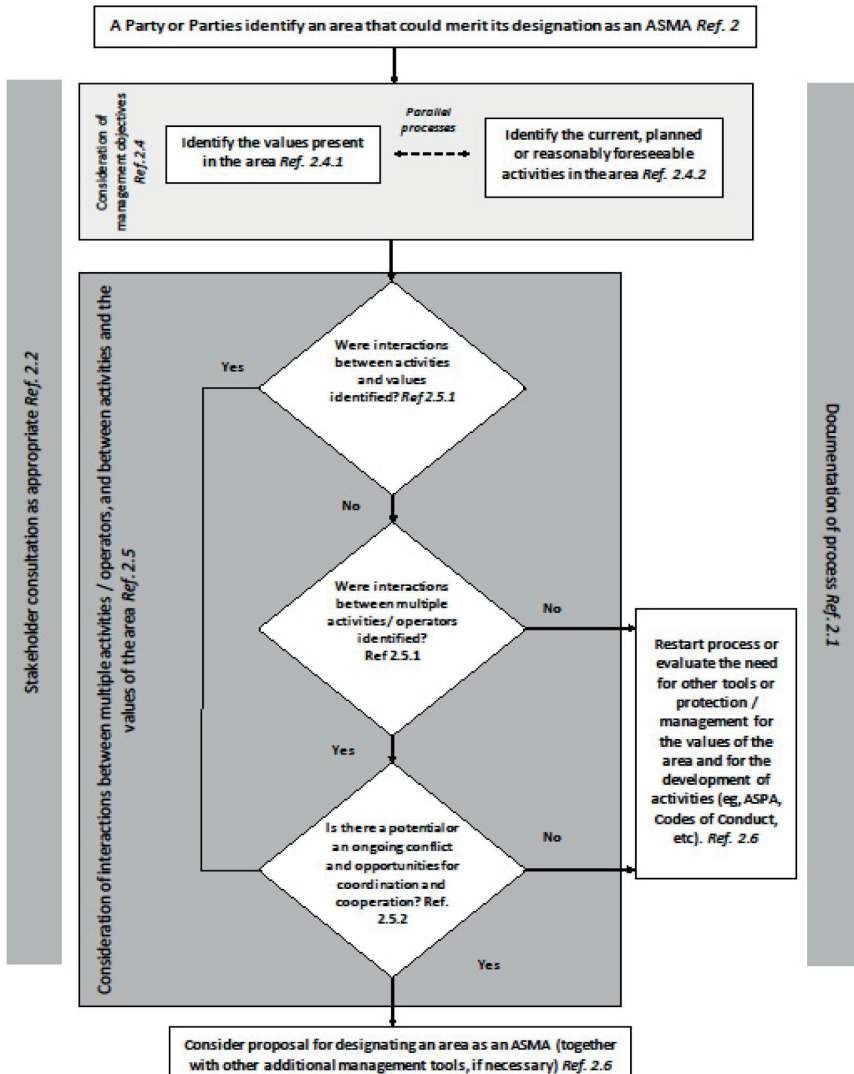 A Party or Parties identify an area that could merit its designation as an ASMA Ref. 2
Stakeholder consultation as appropriate Ref. 2.2
Documentation of process Ref. 2.1
Consideration of
management objectives
Ref.2.4
Identify the values present
in the area Ref. 2.4.1
Parallel
processes
Identify the current, planned
or reasonably foreseeable
activities in the area Ref. 2.4.2
Consideration of interactions between multiple activities / operators, and between activities and the
values of the area Ref. 2.5
Were interactions
between activities
and values
identified? Ref 2.5.1
Yes
No
Were interactions
between multiple
activities/ operators
identified?
Ref 2.5.1
No
Yes
Restart process or
evaluate the need
for other tools or
protection /
management for
the values of the
area and for the
development of
activities (eg, ASPA,
Codes of Conduct,
etc). Ref. 2.6
Is there a potential or
an ongoing conflict
and opportunities for
coordination and
cooperation? Ref.
2.5.2
No
Yes
Consider proposal for designating an area as an ASMA (together
with other additional management tools, if necessary) Ref. 2.6